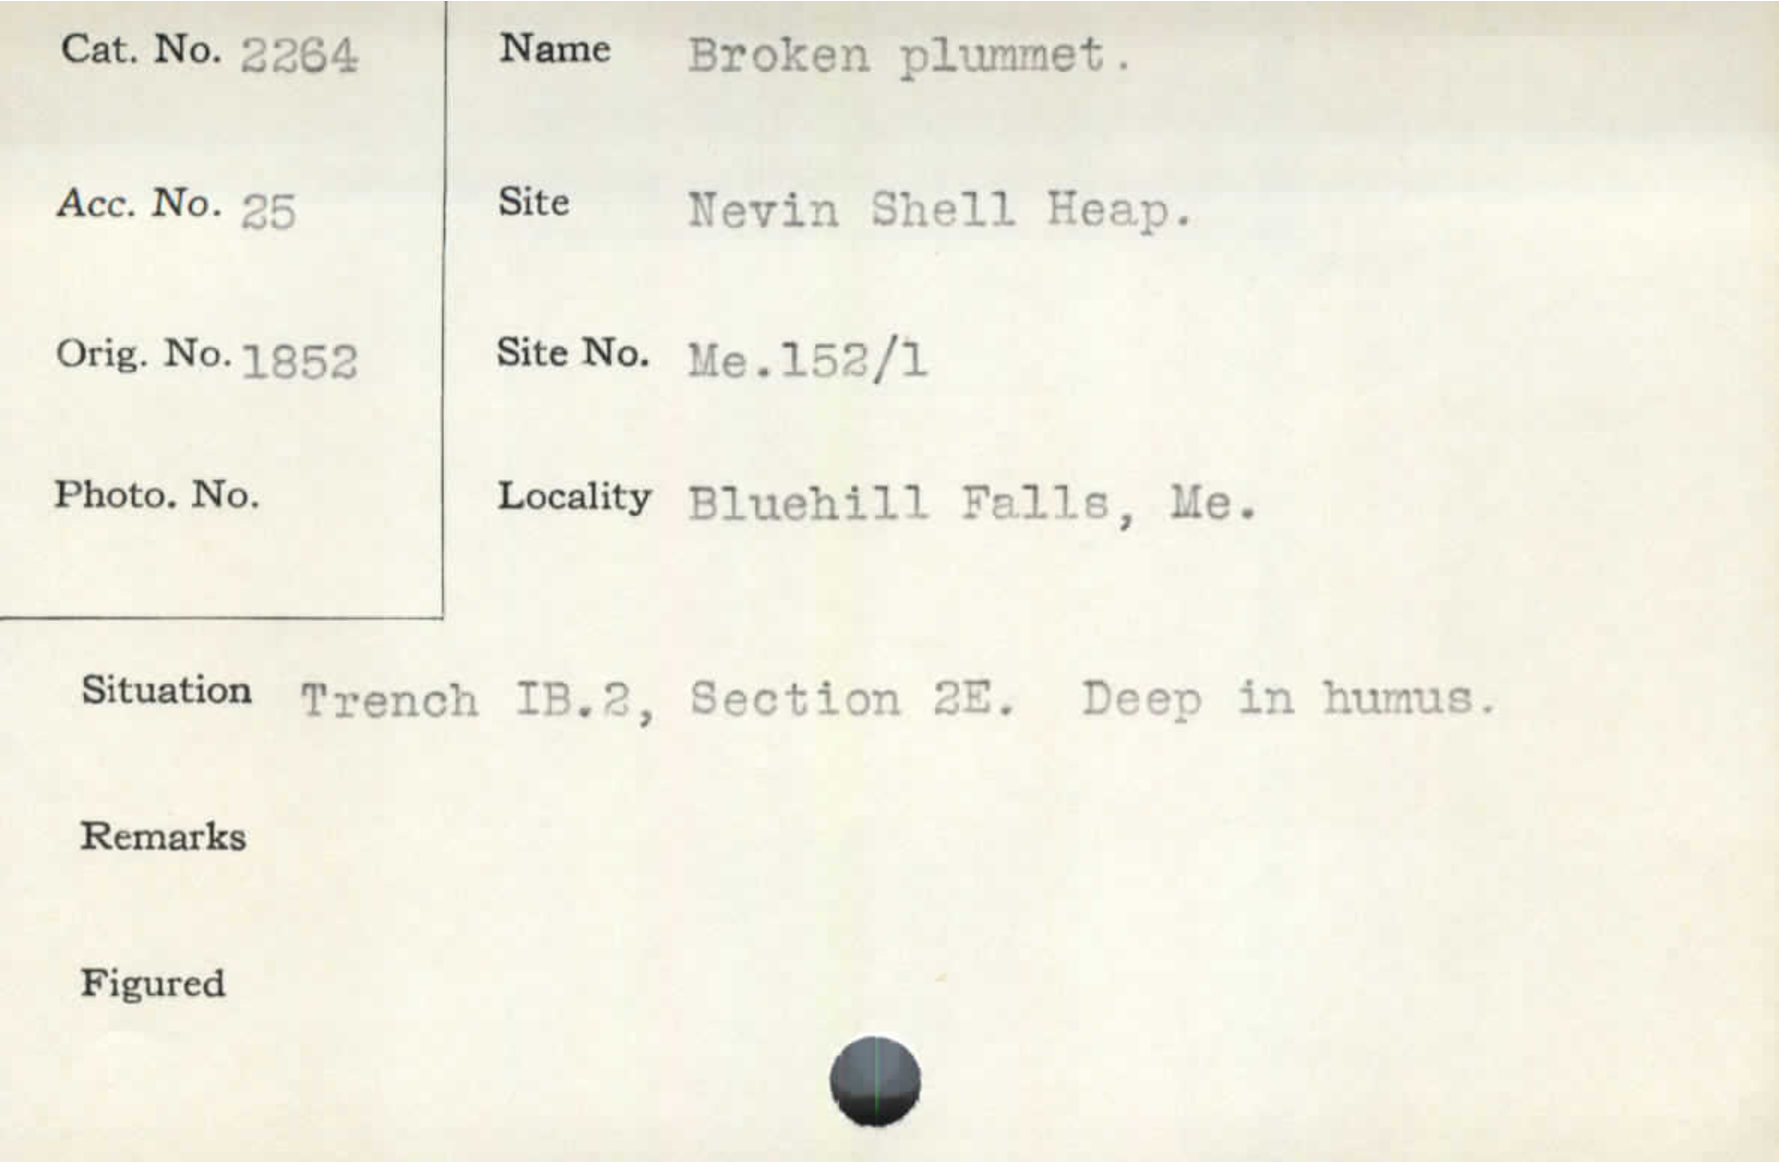 Cat. No. 2264
Name Broken plummet.
Acc. No. 25
Site Nevin Shell Heap.
Orig. No. 1852
Site No. Me.152/1
Photo. No.
Locality Bluehill Falls, Me.
Situation Trench IB.2, Section 2E. Deep in humus.
Remarks
Figured